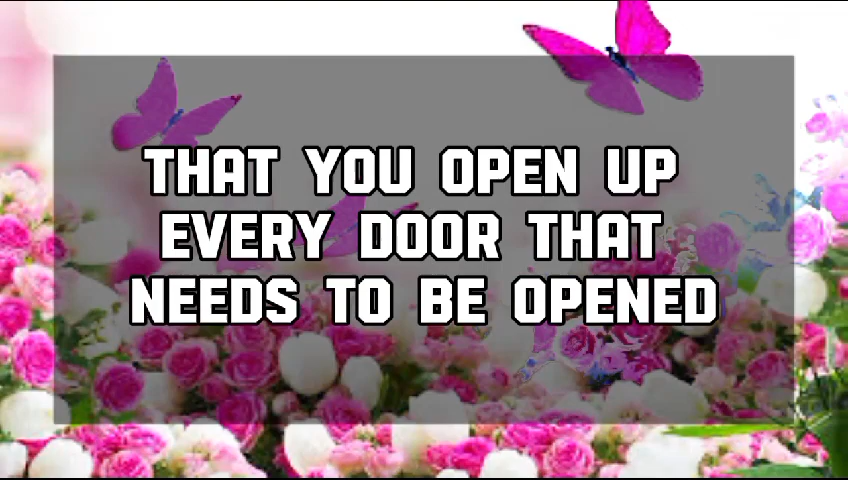 THAT YOU OPEN UP
EVERY DOOR THAT
NEEDS TO BE OPENED